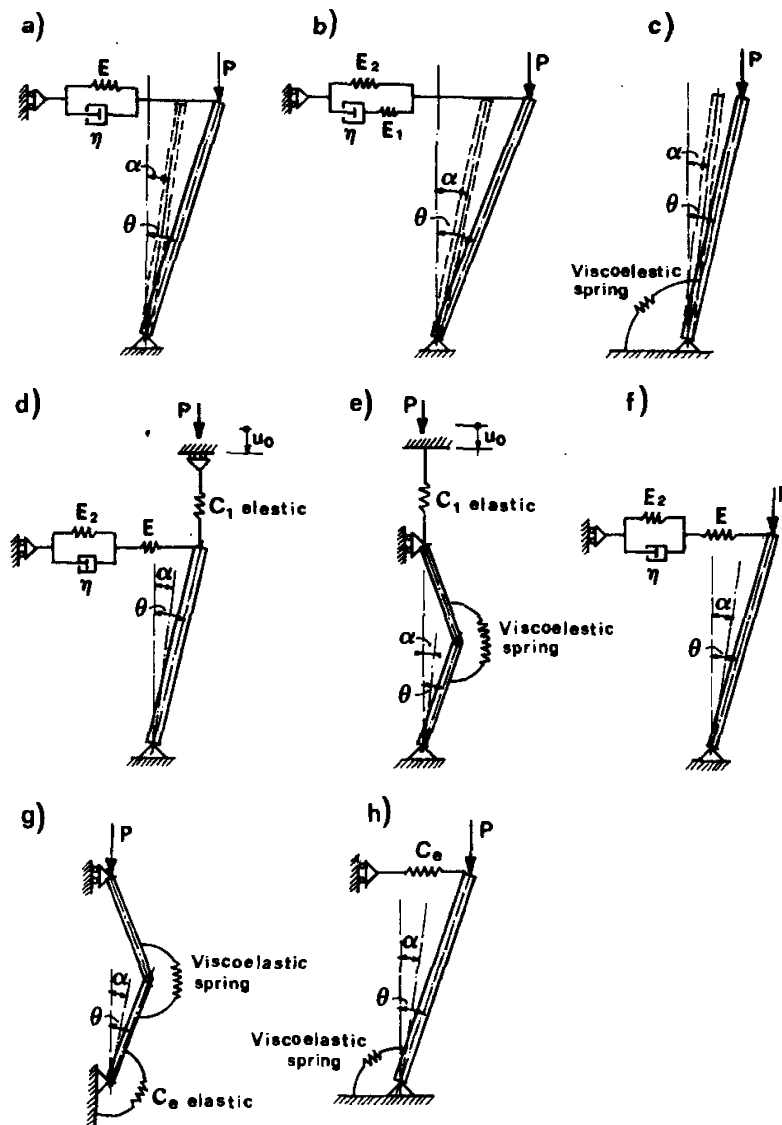 a)
E
P
η
α
θ
b)
E2
P
η
E1
α
θ
c)
P
α
θ
Viscoelastic
spring
d)
P
u0
C1 elastic
E2
E
η
α
θ
e)
P
u0
C1 elastic
α
Viscoelastic
spring
θ
f)
E2
E
η
α
θ
g)
P
Viscoelastic
spring
α
θ
Ce elastic
h)
P
Ce
α
θ
Viscoelastic
spring